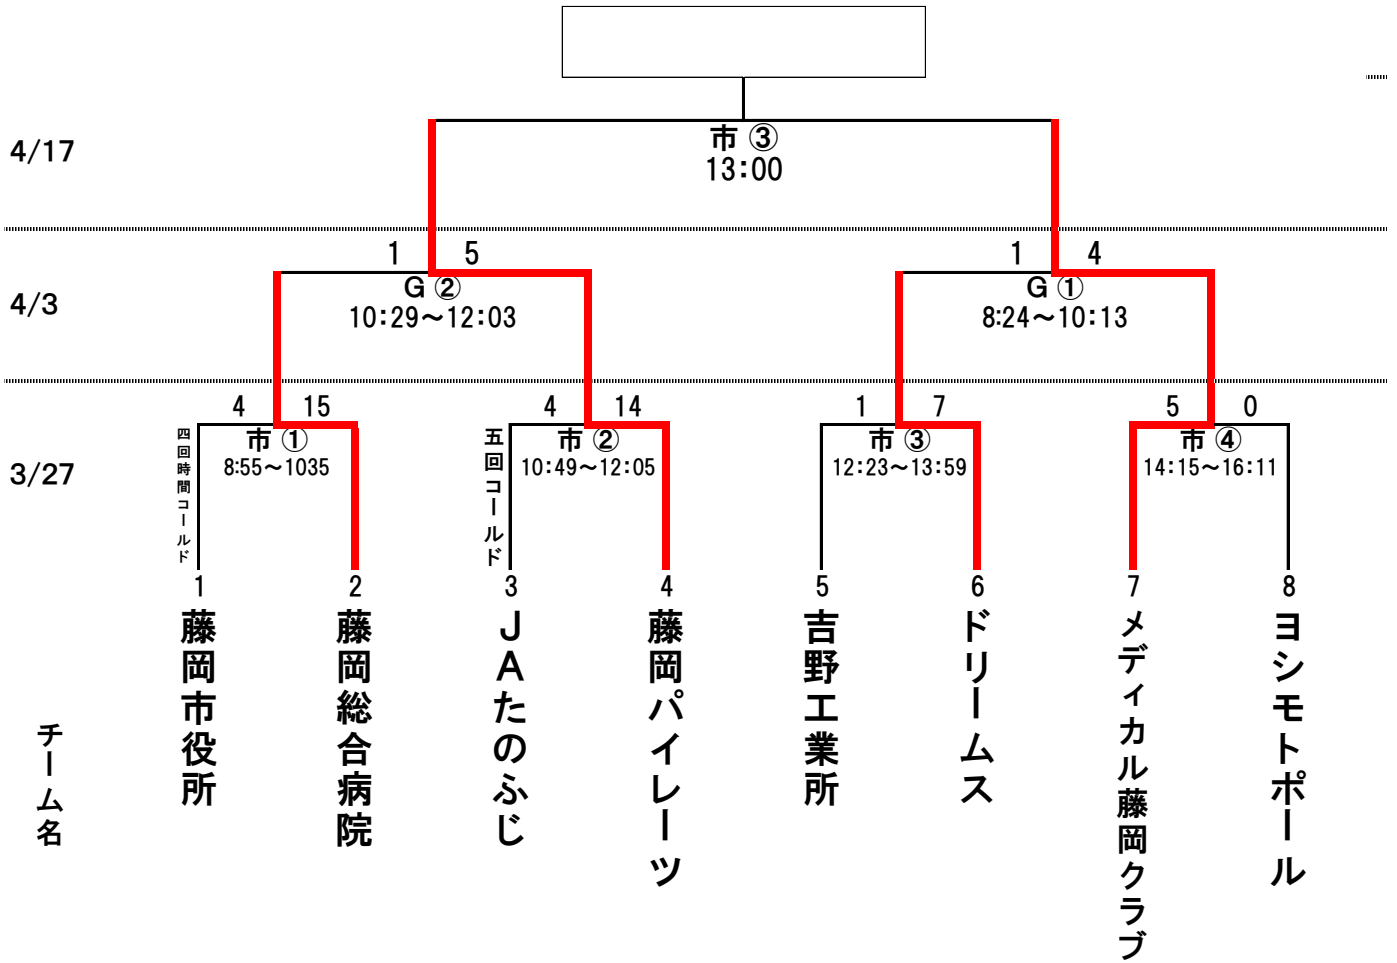 市 ③
4/17
13:00
1 5 1 4
G ② G ①
4/3
10:29～12:03 8:24～10:13
4 15 4 14 1 7 5 0
市 ① 市 ② 市 ③ 市 ④
3/27
8:55～1035 10:49～12:05 12:23～13:59 14:15～16:11
四回時間コールド
五回コールド
1 2 3 4 5 6 7 8
チーム名
藤岡市役所
藤岡総合病院
JAたのふじ
藤岡パイレーツ
吉野工業所
ドリームス
メディカル藤岡クラブ
ヨシモトポール